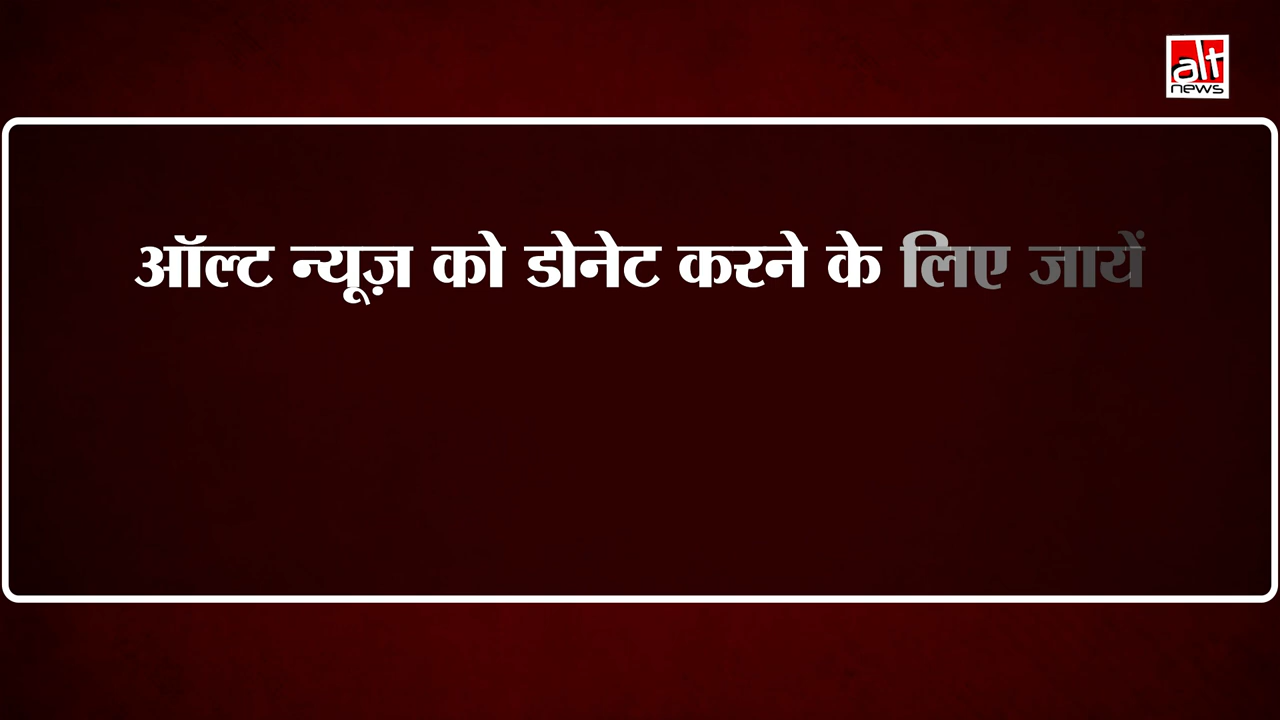 alt
news
ऑल्ट न्यूज़ को डोनेट करने के लिए जायें